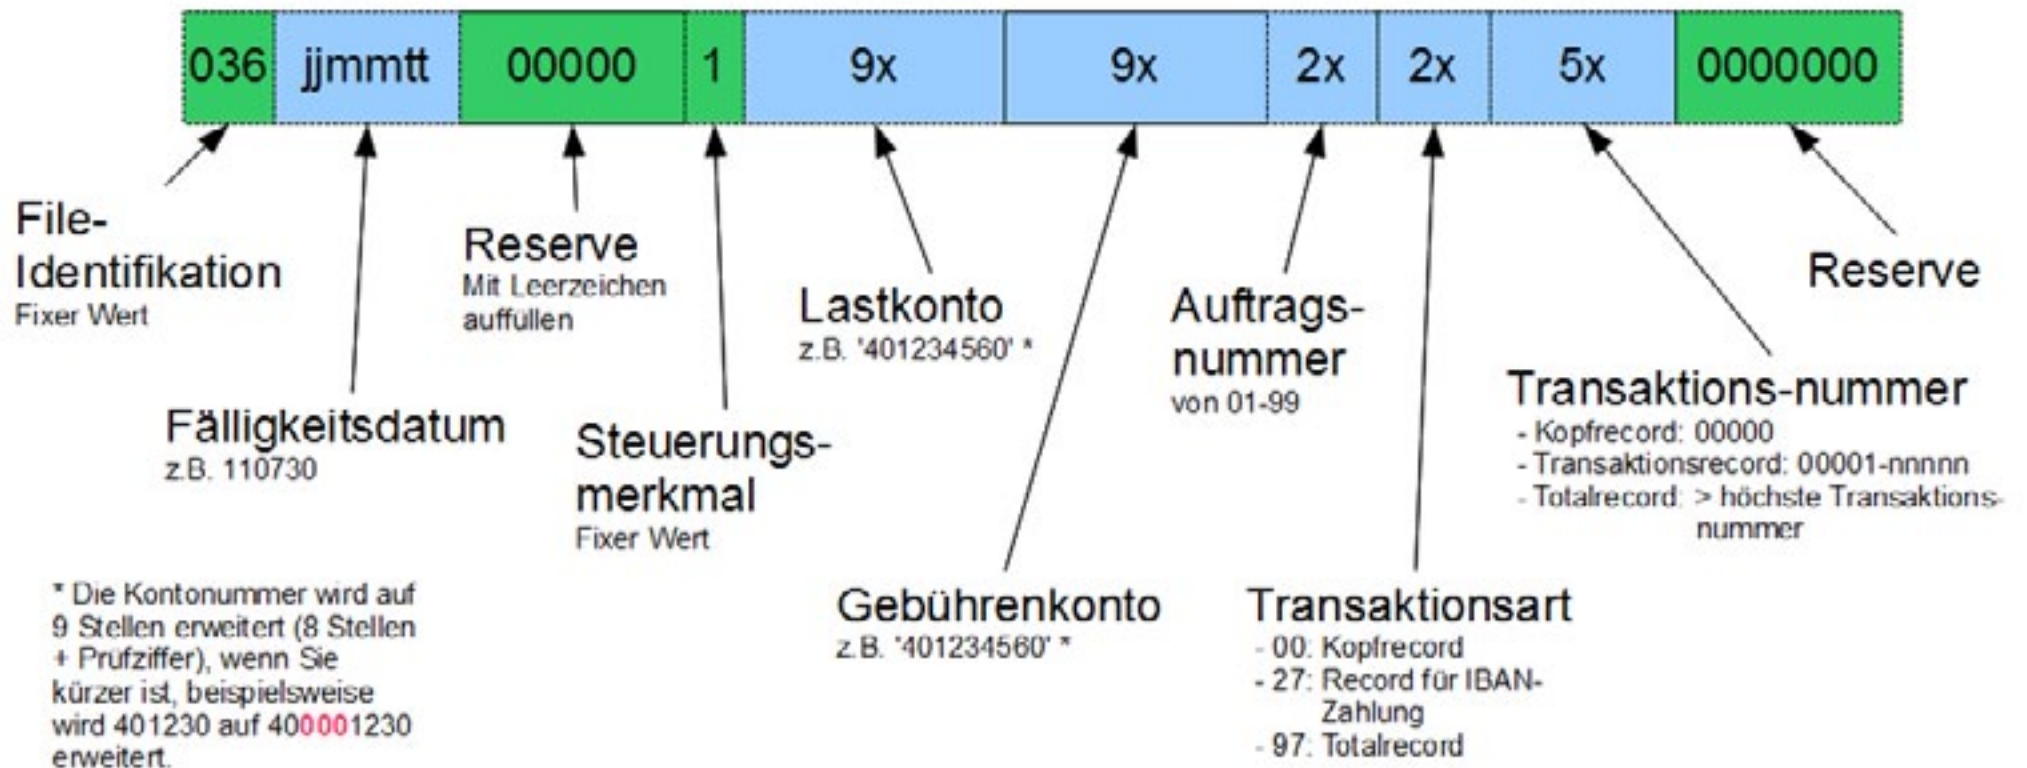 036 jjmmtt 00000 1 9x 9x 2x 2x 5x 0000000
File-
Identifikation
Fixer Wert
Fälligkeitsdatum
z.B. 110730
Reserve
Mit Leerzeichen
auffüllen
Steuerungs-
merkmal
Fixer Wert
Lastkonto
z.B. '401234560' *
Gebührenkonto
z.B. '401234560' *
Auftrags-
nummer
von 01-99
Transaktionsart
- 00: Kopfrecord
- 27: Record für IBAN-
Zahlung
- 97: Totalrecord
Transaktions-nummer
- Kopfrecord: 00000
- Transaktionsrecord: 00001-nnnnn
- Totalrecord: > höchste Transaktions-
nummer
Reserve
* Die Kontonummer wird auf
9 Stellen erweitert (8 Stellen
+ Prüfziffer), wenn Sie
kürzer ist, beispielsweise
wird 401230 auf 400001230
erweitert.